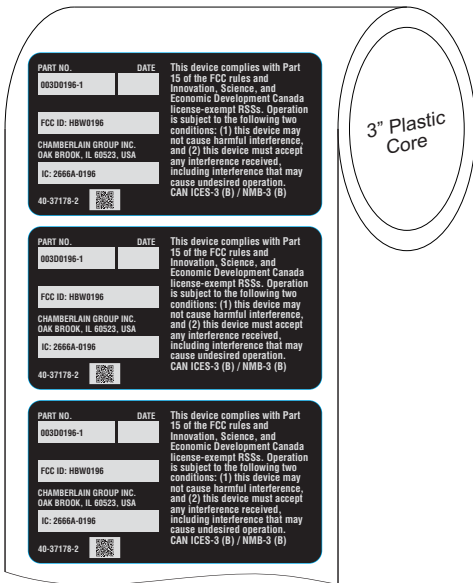 PART NO. DATE
003D0196-1
FCC ID: HBW0196
CHAMBERLAIN GROUP INC.
OAK BROOK, IL 60523, USA
IC: 2666A-0196
40-37178-2
This device complies with Part
15 of the FCC rules and
Innovation, Science, and
Economic Development Canada
license-exempt RSSs. Operation
is subject to the following two
conditions: (1) this device may
not cause harmful interference,
and (2) this device must accept
any interference received,
including interference that may
cause undesired operation.
CAN ICES-3 (B) / NMB-3 (B)
3” Plastic
Core
PART NO. DATE
003D0196-1
FCC ID: HBW0196
CHAMBERLAIN GROUP INC.
OAK BROOK, IL 60523, USA
IC: 2666A-0196
40-37178-2
This device complies with Part
15 of the FCC rules and
Innovation, Science, and
Economic Development Canada
license-exempt RSSs. Operation
is subject to the following two
conditions: (1) this device may
not cause harmful interference,
and (2) this device must accept
any interference received,
including interference that may
cause undesired operation.
CAN ICES-3 (B) / NMB-3 (B)
PART NO. DATE
003D0196-1
FCC ID: HBW0196
CHAMBERLAIN GROUP INC.
OAK BROOK, IL 60523, USA
IC: 2666A-0196
40-37178-2
This device complies with Part
15 of the FCC rules and
Innovation, Science, and
Economic Development Canada
license-exempt RSSs. Operation
is subject to the following two
conditions: (1) this device may
not cause harmful interference,
and (2) this device must accept
any interference received,
including interference that may
cause undesired operation.
CAN ICES-3 (B) / NMB-3 (B)